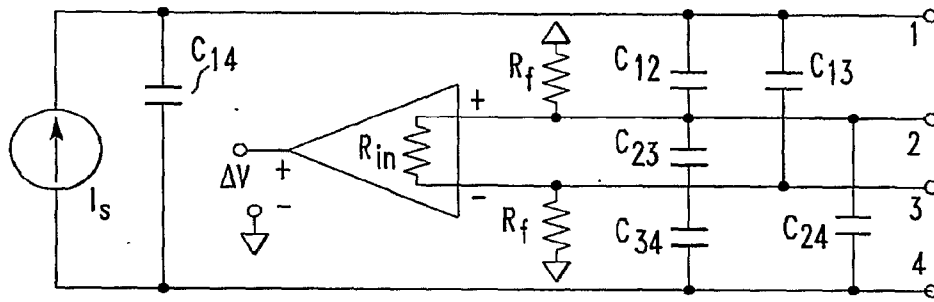 1
C14
Rf
C12
C13
+
2
Rin
C23
ΔV
+
Is
-
-
3
Rf
C34
C24
4